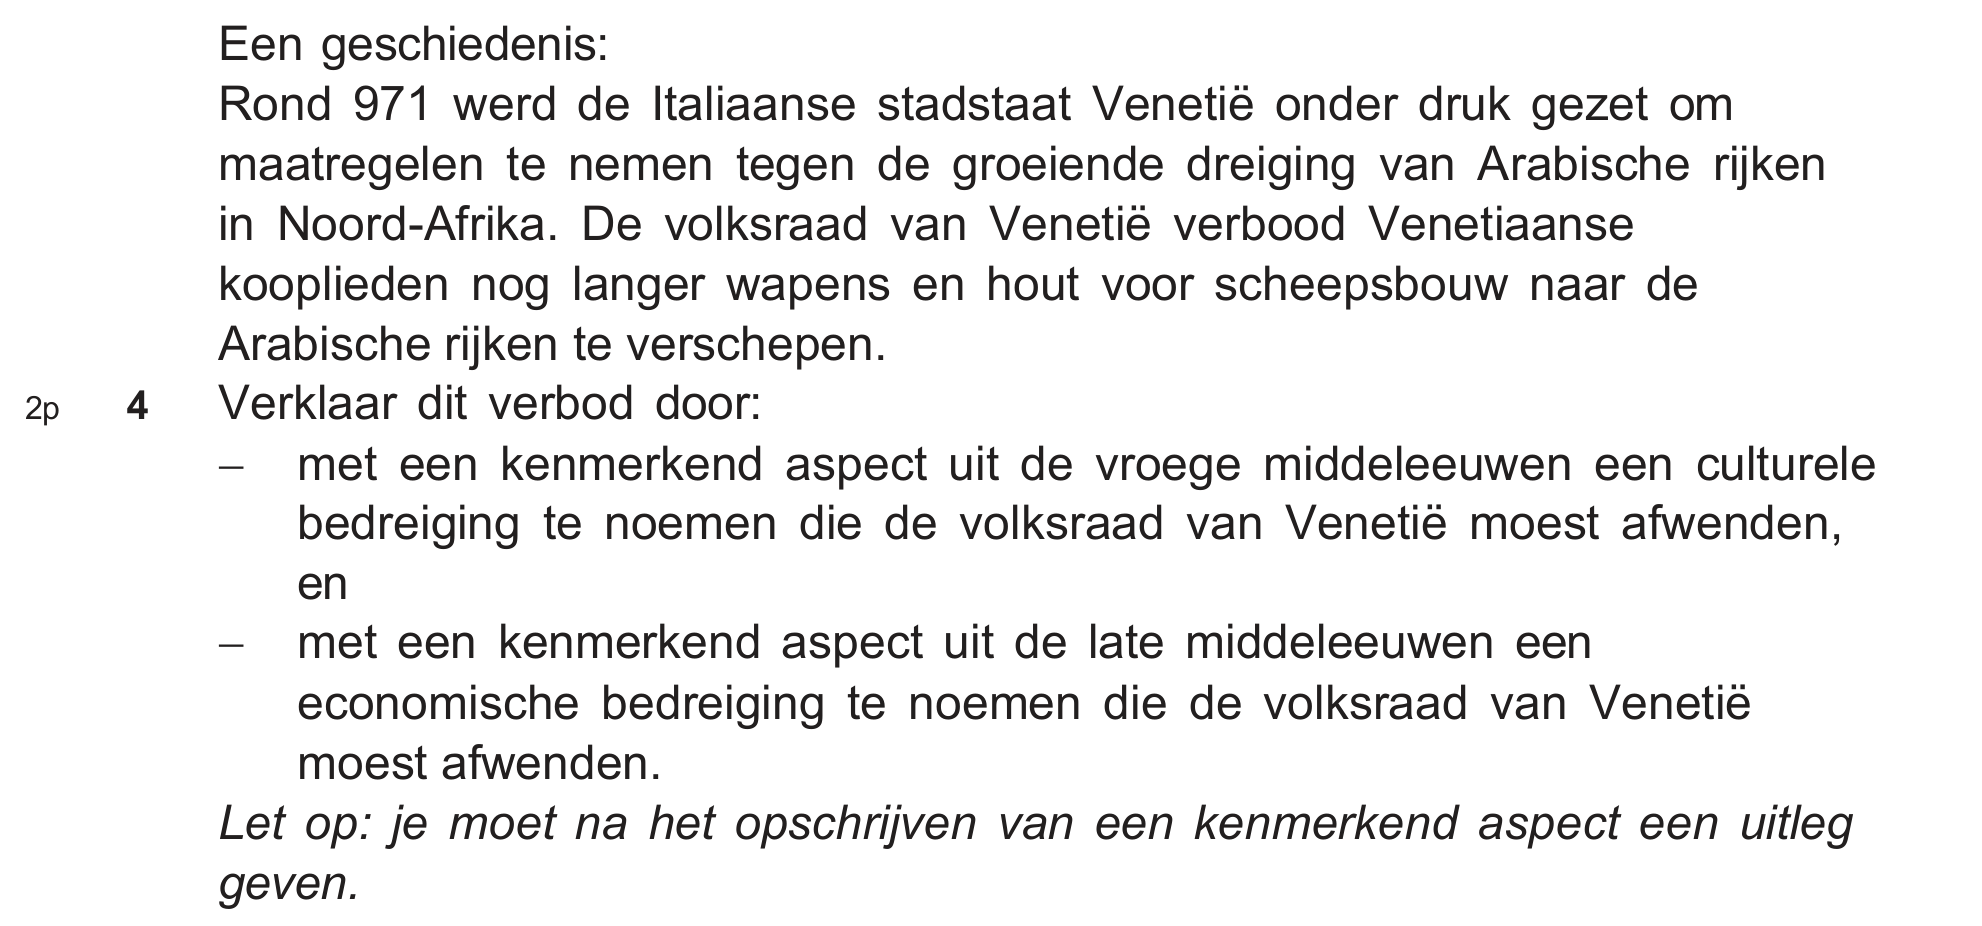 Een geschiedenis:
Rond 971 werd de Italiaanse stadstaat Venetië onder druk gezet om
maatregelen te nemen tegen de groeiende dreiging van Arabische rijken
in Noord-Afrika. De volksraad van Venetië verbood Venetiaanse
kooplieden nog langer wapens en hout voor scheepsbouw naar de
Arabische rijken te verschepen.
2p 4 Verklaar dit verbod door:
– met een kenmerkend aspect uit de vroege middeleeuwen een culturele
bedreiging te noemen die de volksraad van Venetië moest afwenden,
en
– met een kenmerkend aspect uit de late middeleeuwen een
economische bedreiging te noemen die de volksraad van Venetië
moest afwenden.
Let op: je moet na het opschrijven van een kenmerkend aspect een uitleg
geven.